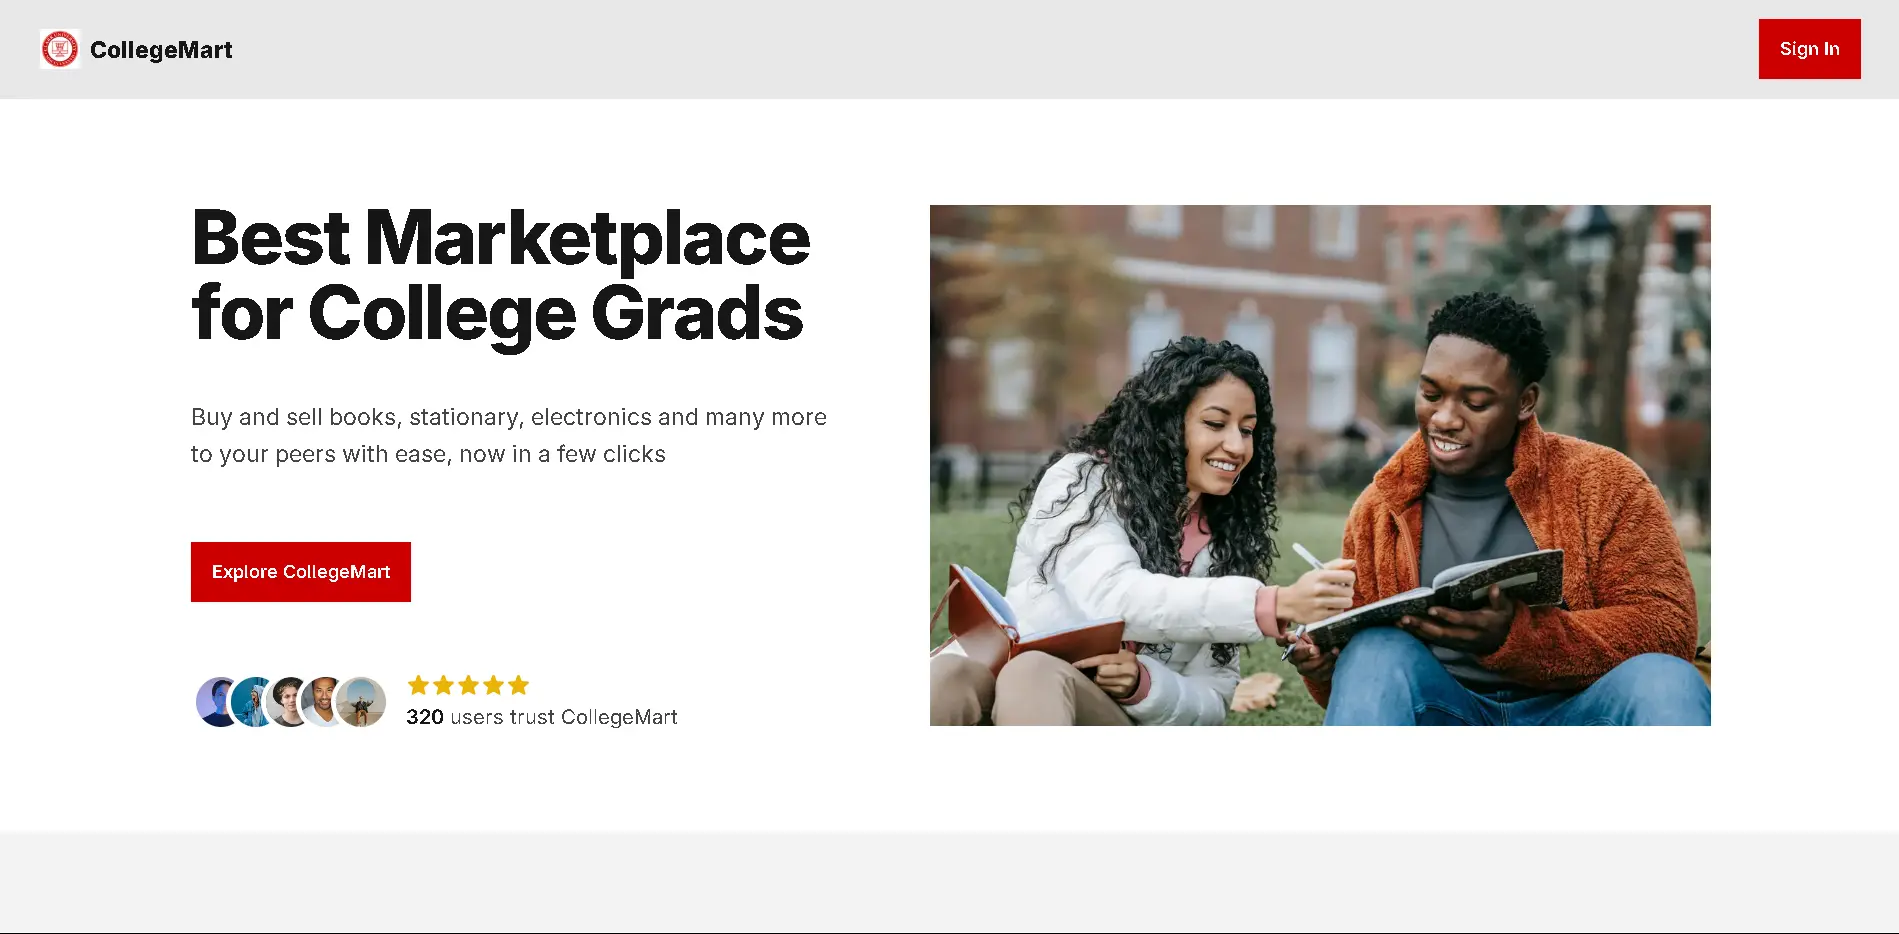 CollegeMart
Sign In
Best Marketplace
for College Grads
Buy and sell books, stationary, electronics and many more
to your peers with ease, now in a few clicks
Explore CollegeMart
320 users trust CollegeMart